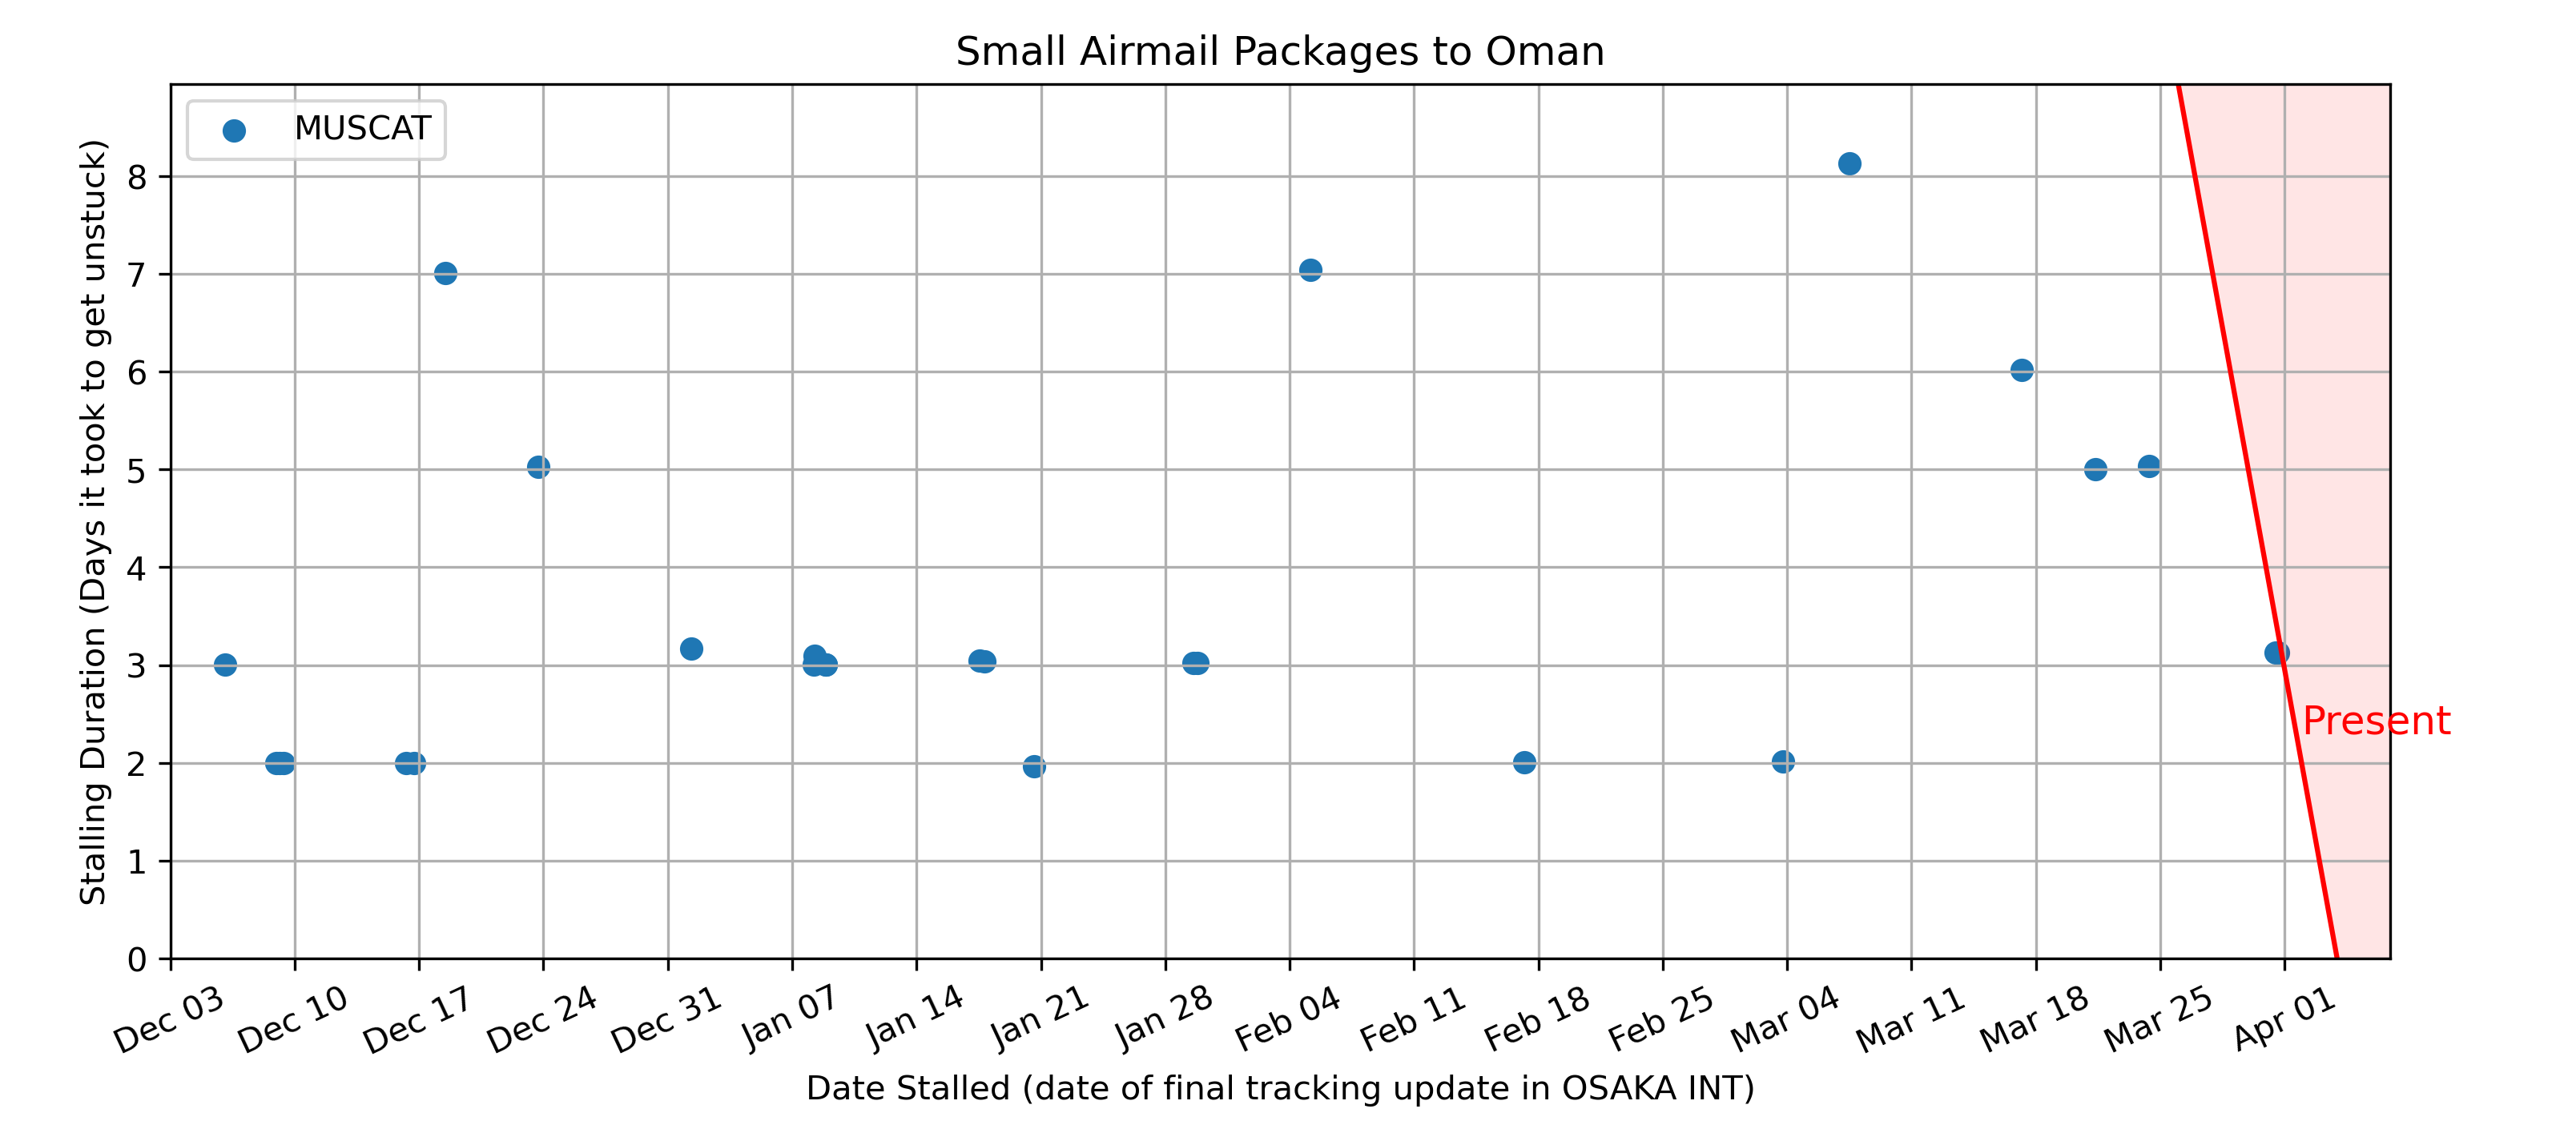 Small Airmail Packages to Oman
MUSCAT
Stalling Duration (Days it took to get unstuck)
8
7
6
5
4
3
2
1
0
Present
Dec 03
Dec 10
Dec 17
Dec 24
Dec 31
Jan 07
Jan 14
Jan 21
Jan 28
Feb 04
Feb 11
Feb 18
Feb 25
Mar 04
Mar 11
Mar 18
Mar 25
Apr 01
Date Stalled (date of final tracking update in OSAKA INT)